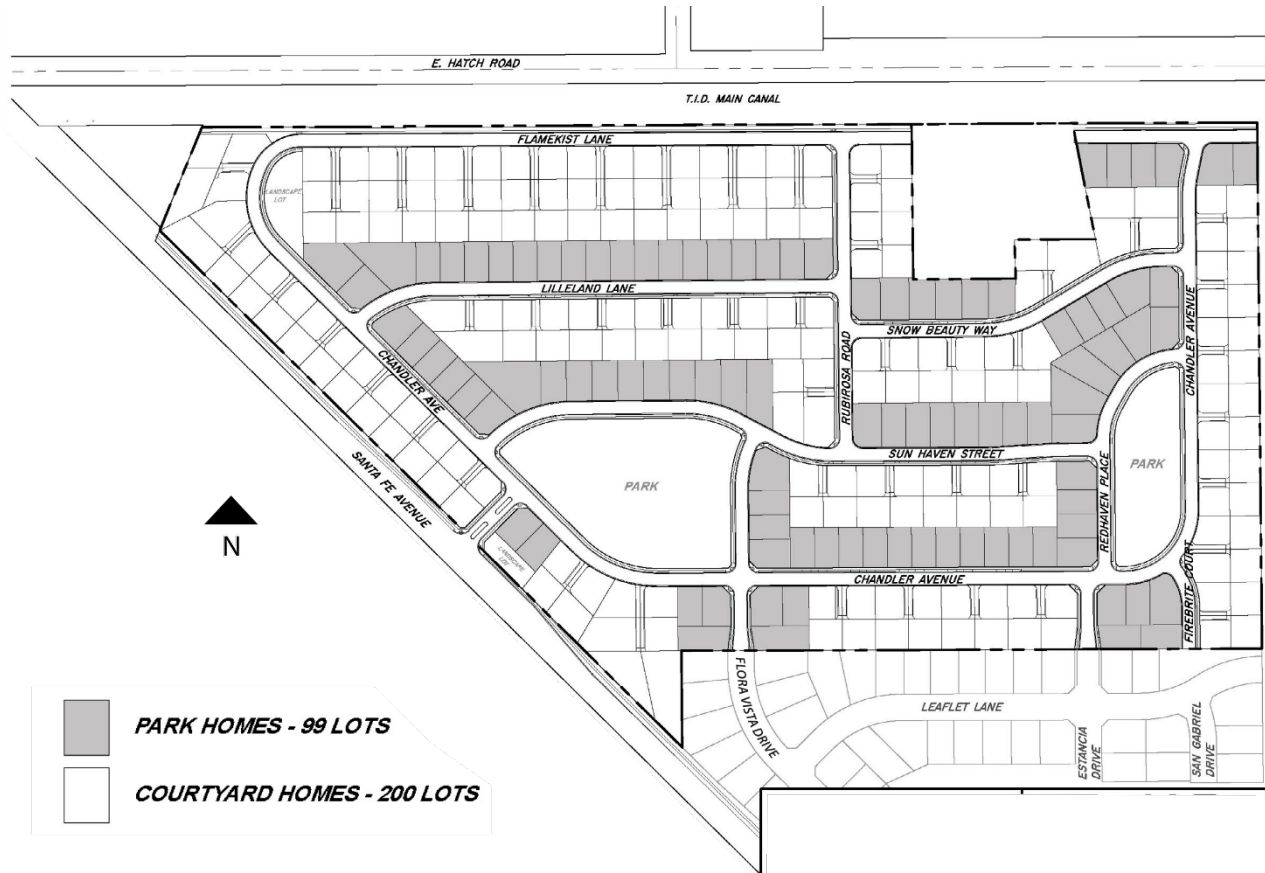 E. HATCH ROAD
T.I.D. MAIN CANAL
FLAMEKIST LANE
LANDSCAPE
LOT
LILLELAND LANE
SNOW BEAUTY WAY
CHANDLER AVENUE
CHANDLER AVE
RUBIROSA ROAD
SUN HAVEN STREET
SANTA FE AVENUE
PARK
REDHAVEN PLACE
PARK
N
LANDSCAPE
LOT
CHANDLER AVENUE
FIREBRITE COURT
FLORA VISTA DRIVE
LEAFLET LANE
ESTANCIA
DRIVE
SAN GABRIEL
DRIVE
PARK HOMES - 99 LOTS
COURTYARD HOMES - 200 LOTS